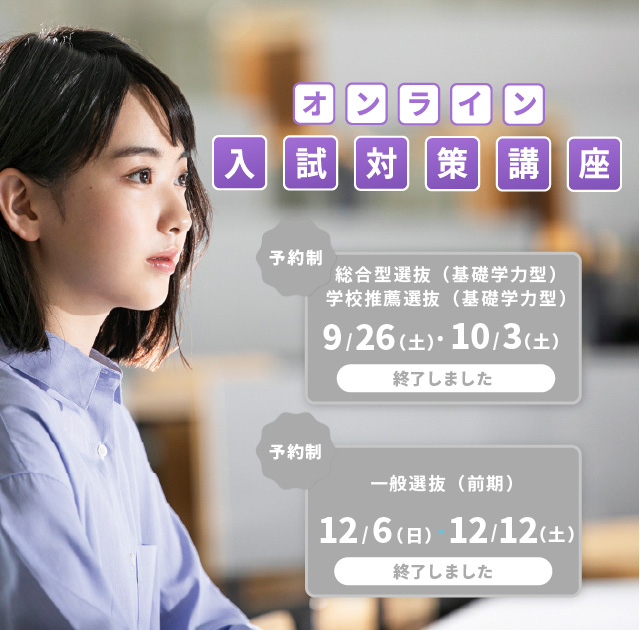 オンライン
入試対策講座
予約制
総合型選抜（基礎学力型）
学校推薦選抜（基礎学力型）
9/26（土）・10/3（土）
終了しました
予約制
一般選抜（前期）
12/6（日）・12/12（土）
終了しました